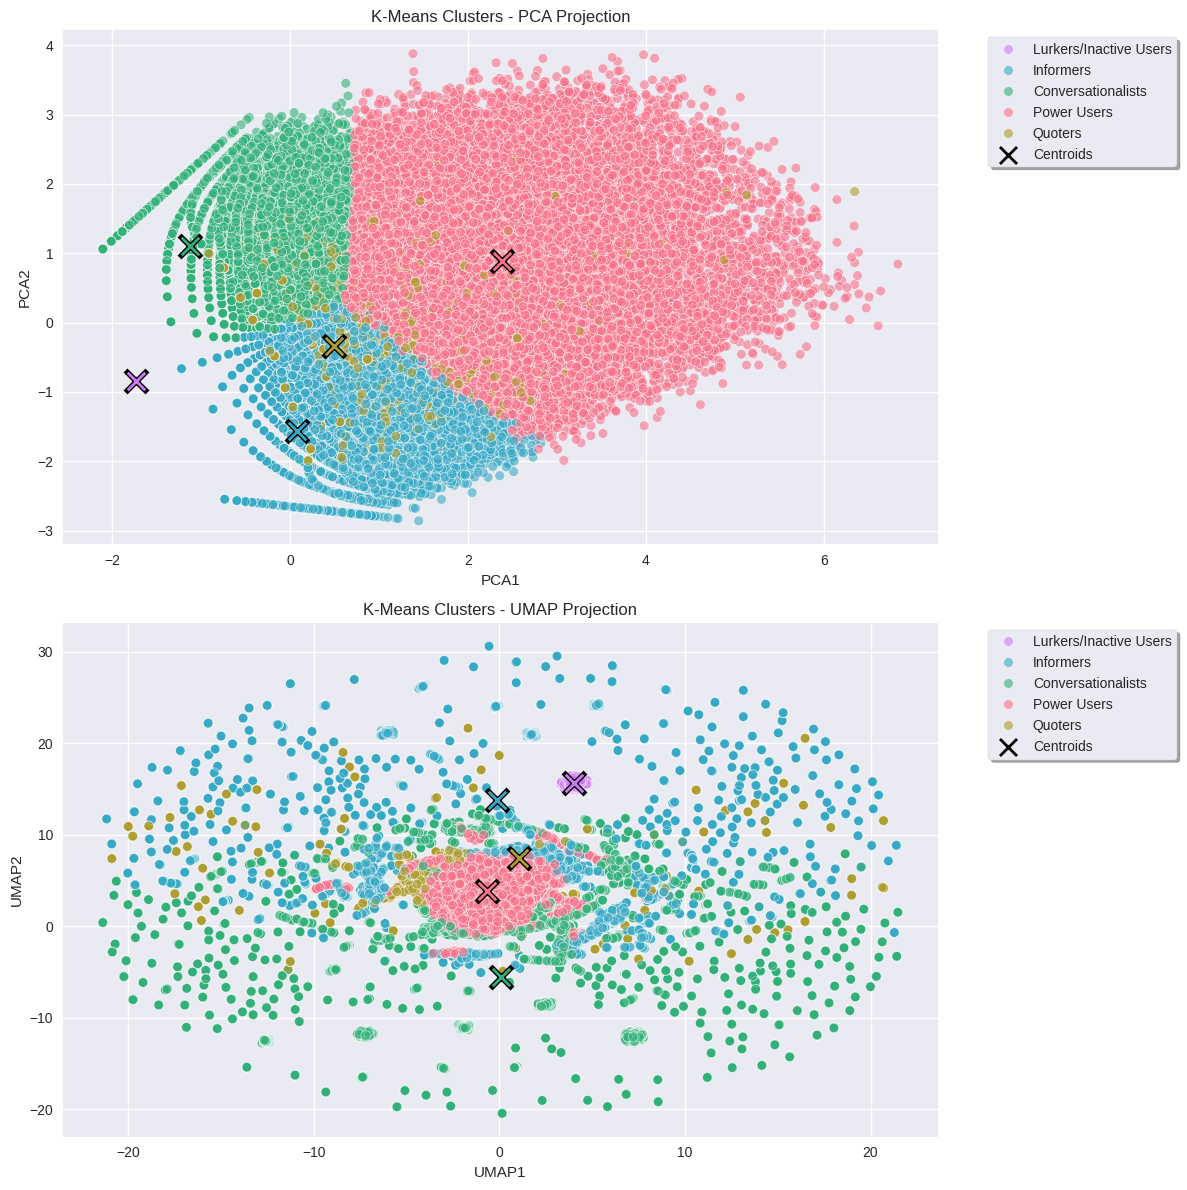 K-Means Clusters - PCA Projection
4
3
2
1
0
−1
−2
−3
PCA2
−2
0
2
4
6
PCA1
Lurkers/Inactive Users
Informers
Conversationalists
Power Users
Quoters
Centroids
K-Means Clusters - UMAP Projection
30
20
10
0
−10
−20
UMAP2
−20
−10
0
10
20
UMAP1
Lurkers/Inactive Users
Informers
Conversationalists
Power Users
Quoters
Centroids